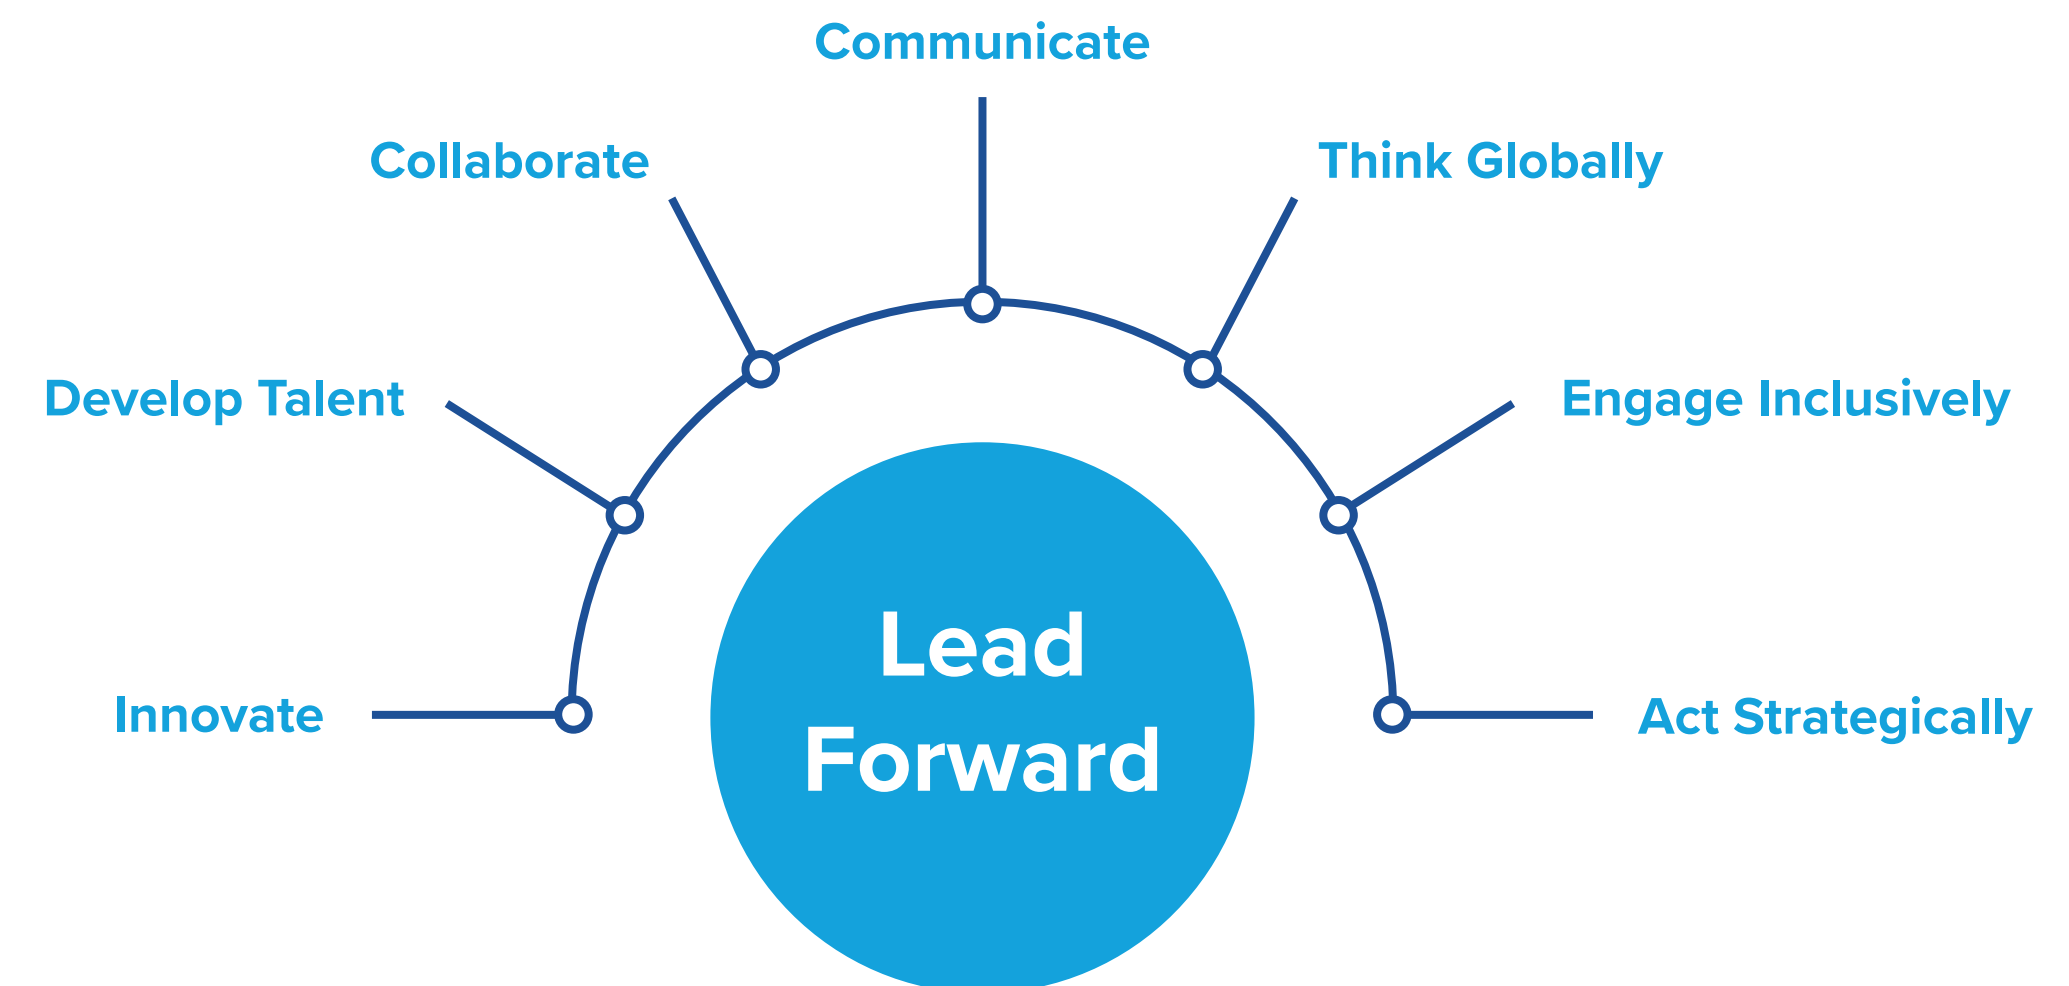 Communicate
Collaborate
Think Globally
Develop Talent
Engage Inclusively
Innovate
Act Strategically
Lead
Forward